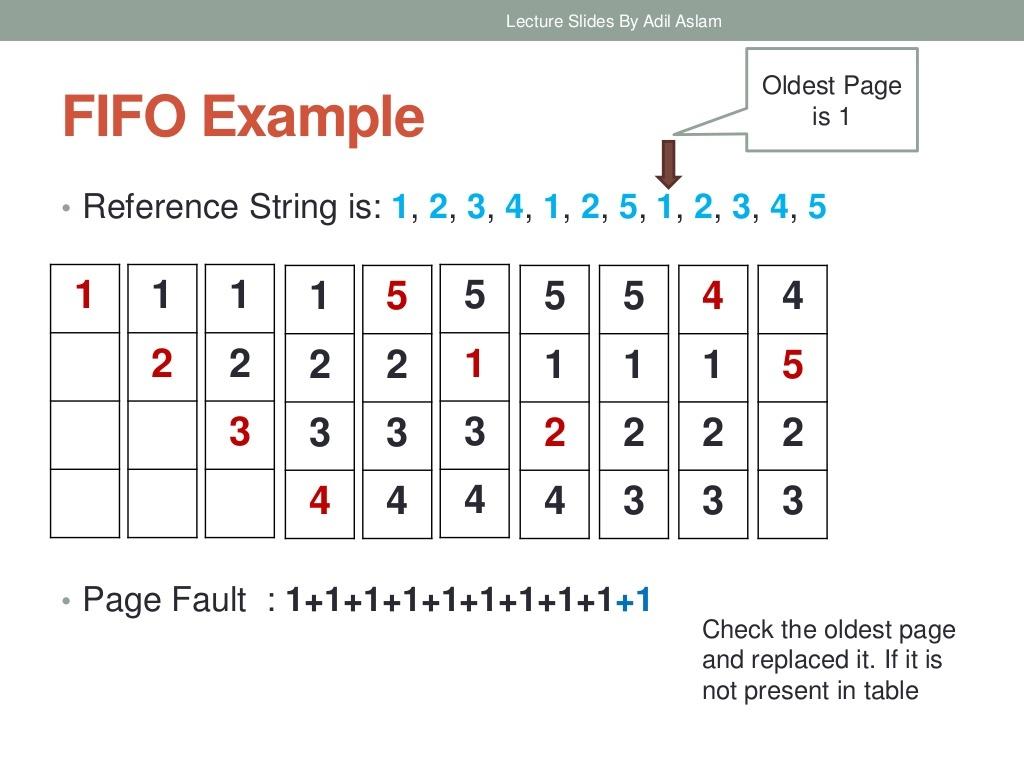 Lecture Slides By Adil Aslam
Oldest Page
is 1
FIFO Example
• Reference String is: 1, 2, 3, 4, 1, 2, 5, 1, 2, 3, 4, 5
1 1 1 1 5 5 5 5 4 4
2 2 2 2 1 1 1 1 5
3 3 3 3 2 2 2 2
4 4 4 4 3 3 3
• Page Fault : 1+1+1+1+1+1+1+1+1+1
Check the oldest page
and replaced it. If it is
not present in table